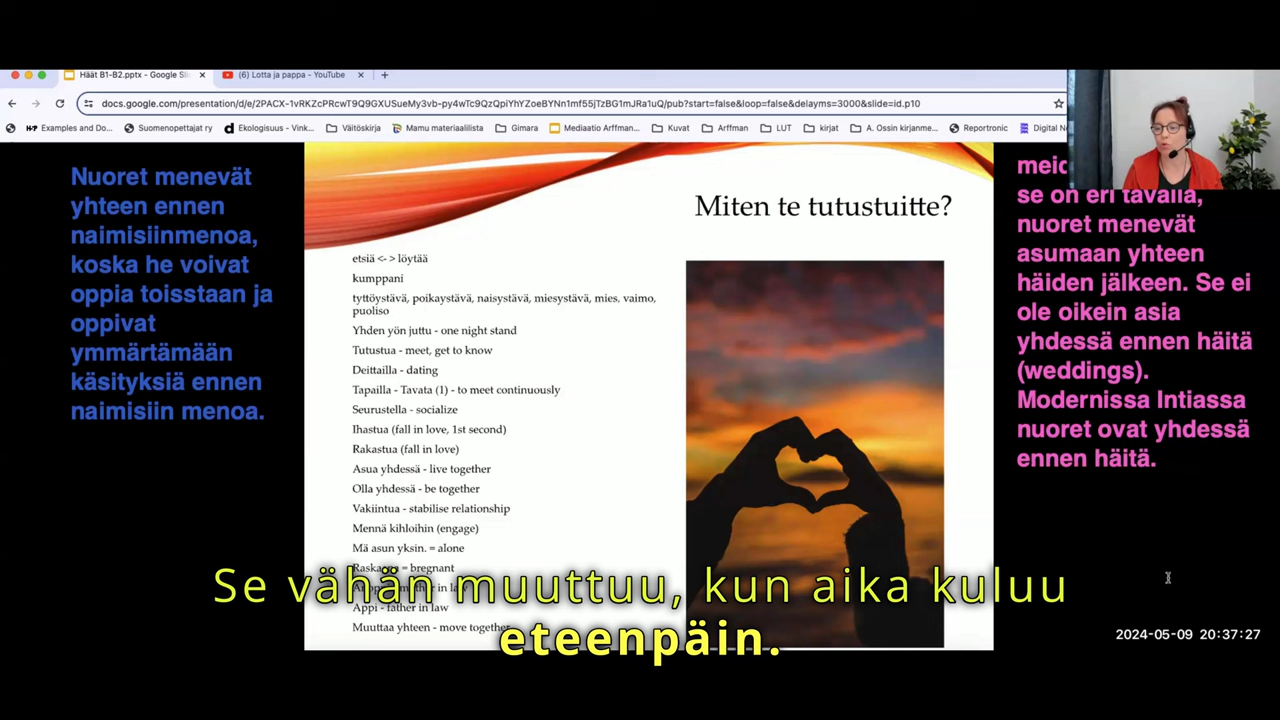 Häät B1-B2.pptx - Google Sli
(6) Lotta ja pappa - YouTube
docs.google.com/presentation/d/e/2PACX-1vRKZcPRcwT9Q9GXUSueMy3vb-py4wTc9QzQpiYhYZoeBYNn1mf55jTzBG1mJRa1uQ/pub?start=false&loop=false&delayms=3000&slide=id.p10
Examples and Do...
Suomenopettajat ry
Ekologisuus - Vink...
Väitöskirja
Mamu materiaalilista
Gimara
Mediaatio Arffman...
Kuvat
Arffman
LUT
kirjat
A. Ossin kirjanme...
Reportronic
Digital N
Nuoret menevät
yhteen ennen
naimisiinmenoa,
koska he voivat
oppia toisstaan ja
oppivat
ymmärtämään
käsityksiä ennen
naimisiin menoa.
Miten te tutustuitte?
etsiä <- > löytää
kumppani
tyttöystävä, poikaystävä, naisystävä, miesystävä, mies, vaimo,
puoliso
Yhden yön juttu - one night stand
Tutustua - meet, get to know
Deittailla - dating
Tapailla - Tavata (1) - to meet continuously
Seurustella - socialize
Ihastua (fall in love, 1st second)
Rakastua (fall in love)
Asua yhdessä - live together
Olla yhdessä - be together
Vakiintua - stabilise relationship
Mennä kihloihin (engage)
Mä asun yksin. = alone
= bregnant
in law
Appi - father in law
Muuttaa yhteen - move together
se on eri tavalla,
nuoret menevät
asumaan yhteen
häiden jälkeen. Se ei
ole oikein asia
yhdessä ennen häitä
(weddings).
Modernissa Intiassa
nuoret ovat yhdessä
ennen häitä.
Se vähän muuttuu, kun aika kuluu
eteenpäin.
2024-05-09 20:37:27